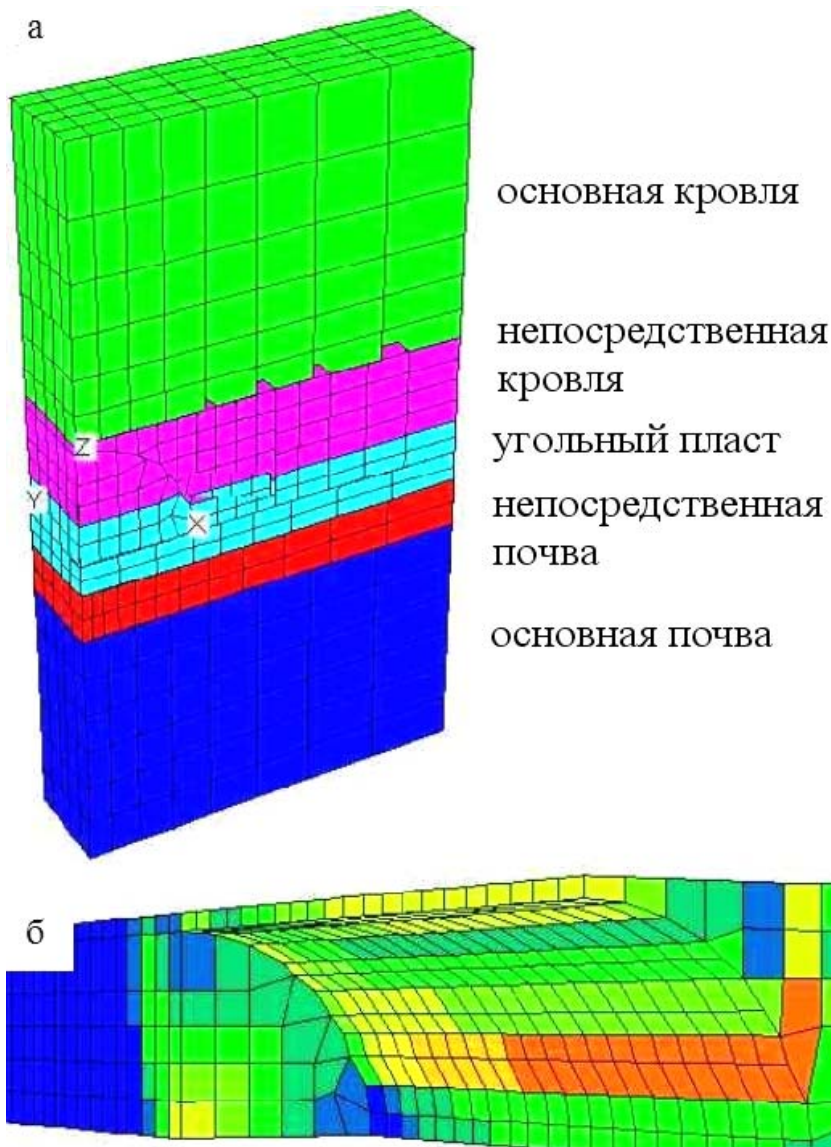 а
основная кровля
непосредственная
кровля
Z
угольный пласт
Y
X
непосредственная
почва
основная почва
б